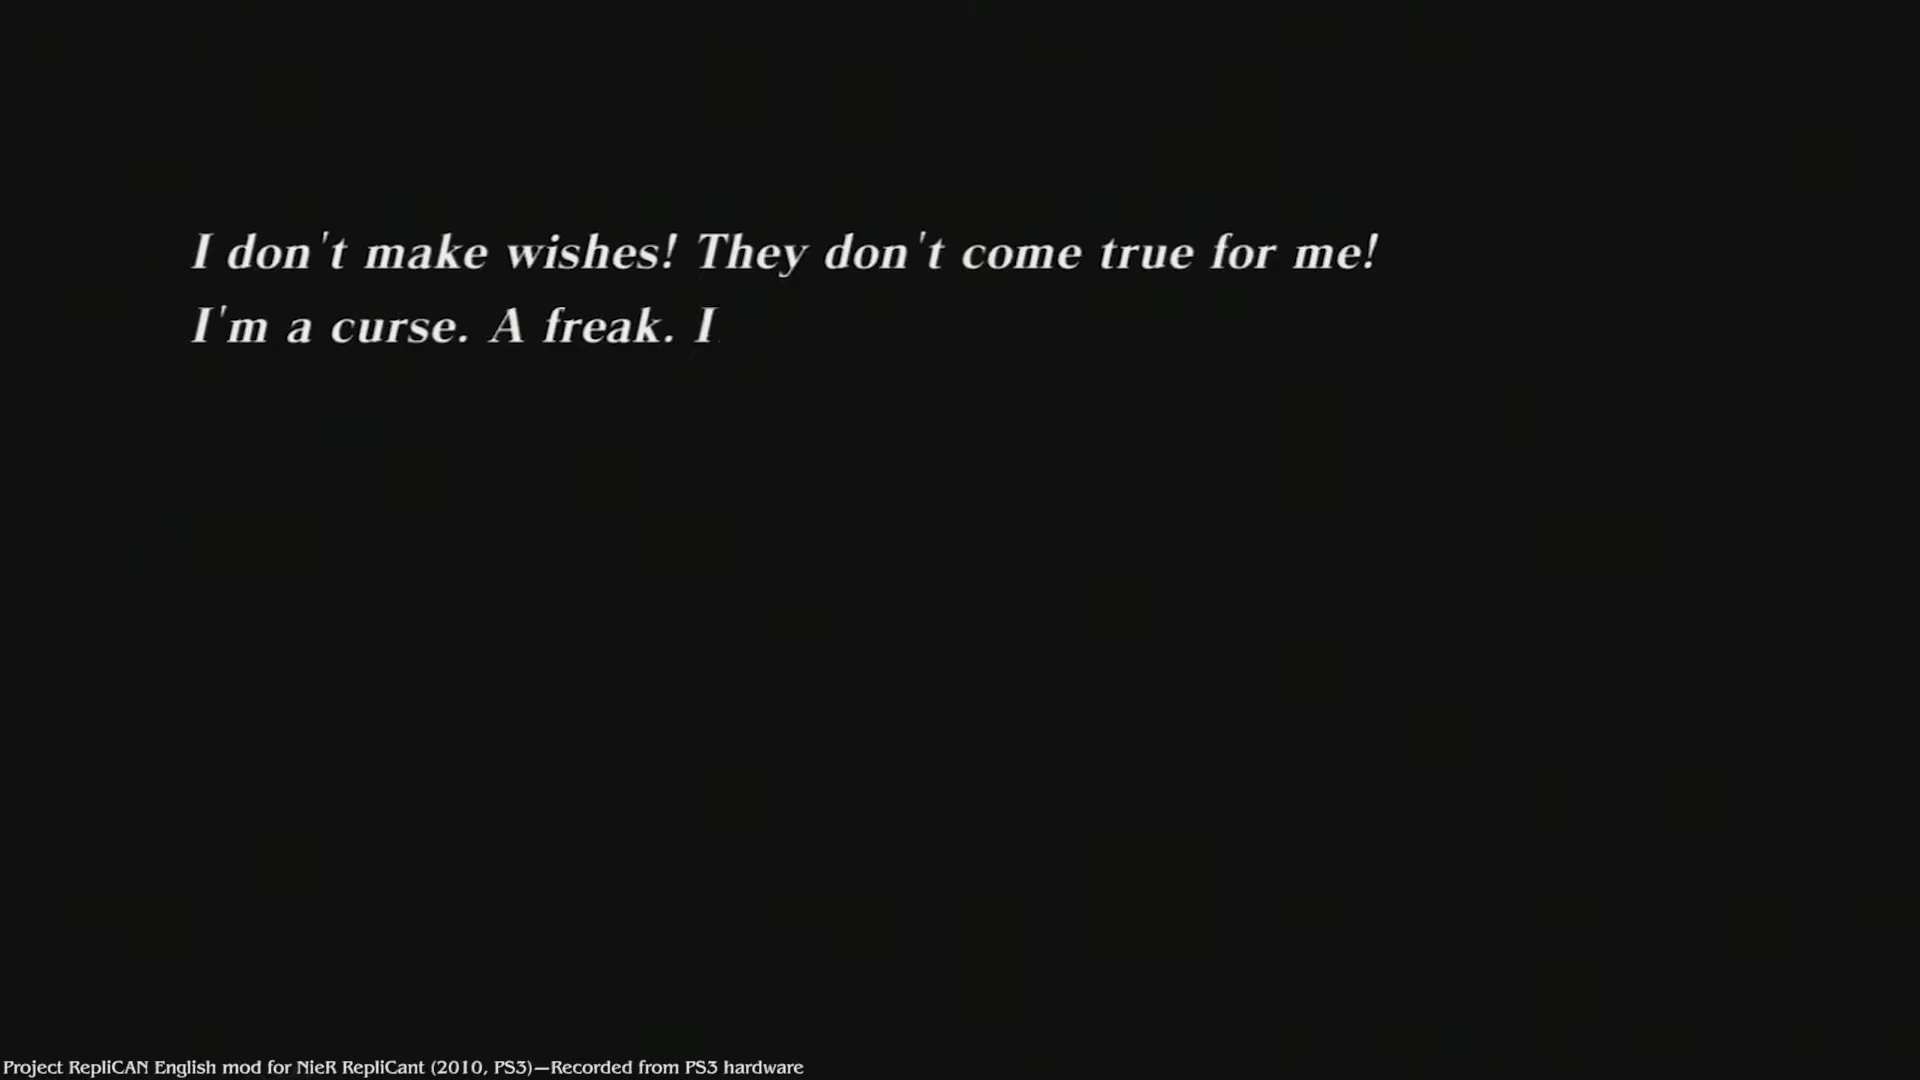 I don't make wishes! They don't come true for me!
I'm a curse. A freak. I
Project RepliCAN English mod for NieR RepliCant (2010, PS3)—Recorded from PS3 hardware